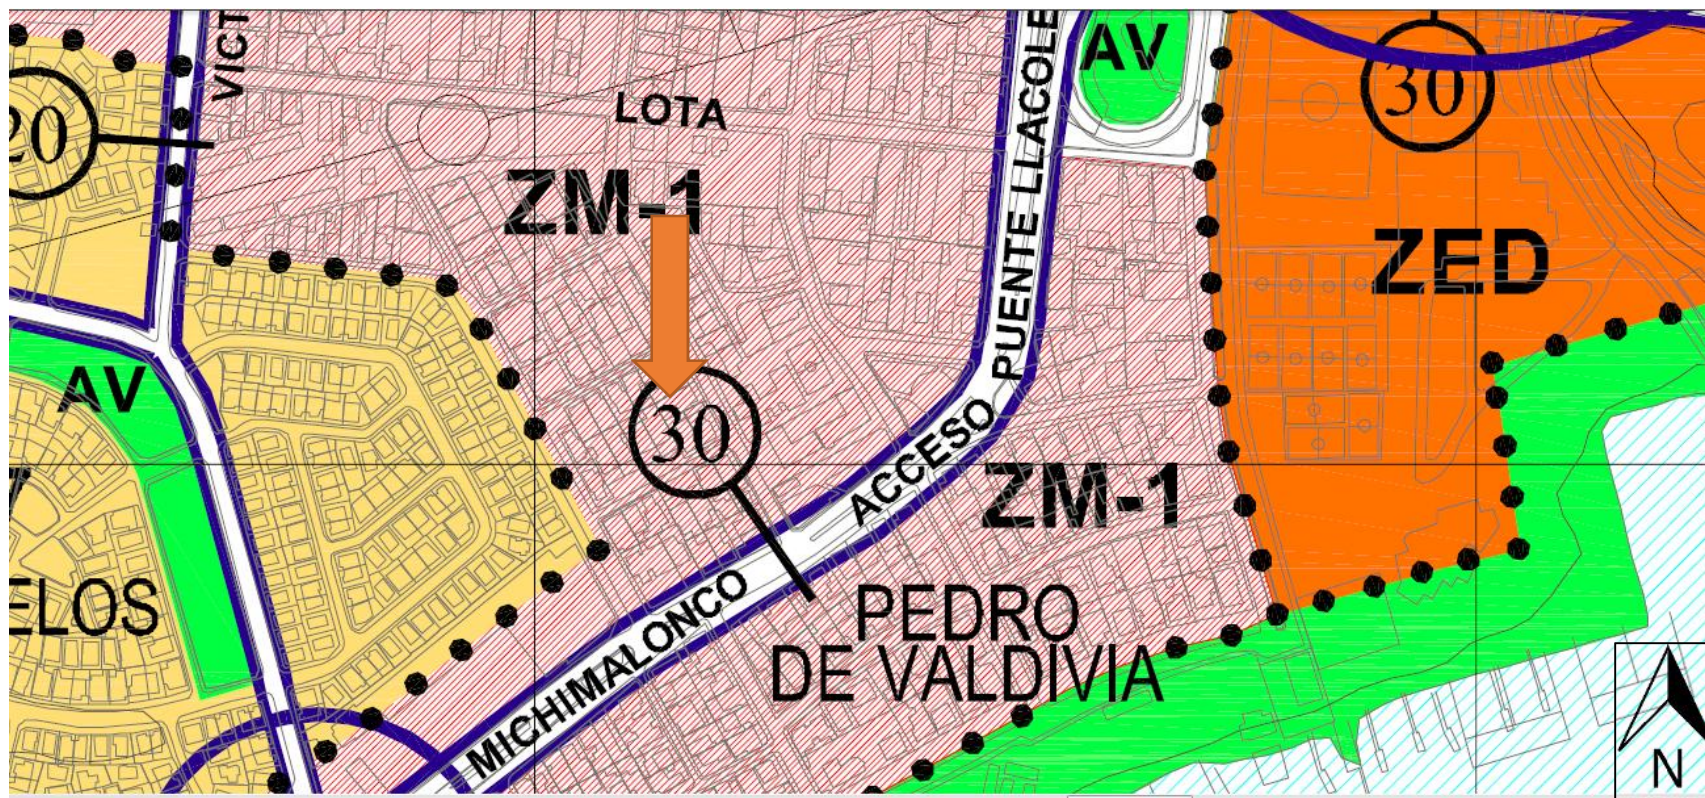 VICT
AV
20
LOTA
30
ZM-1
PUENTE LLACOLE
ZED
AV
30
ACCESO
ZM-1
ELOS
PEDRO
DE VALDIVIA
MICHIMALONCO
N